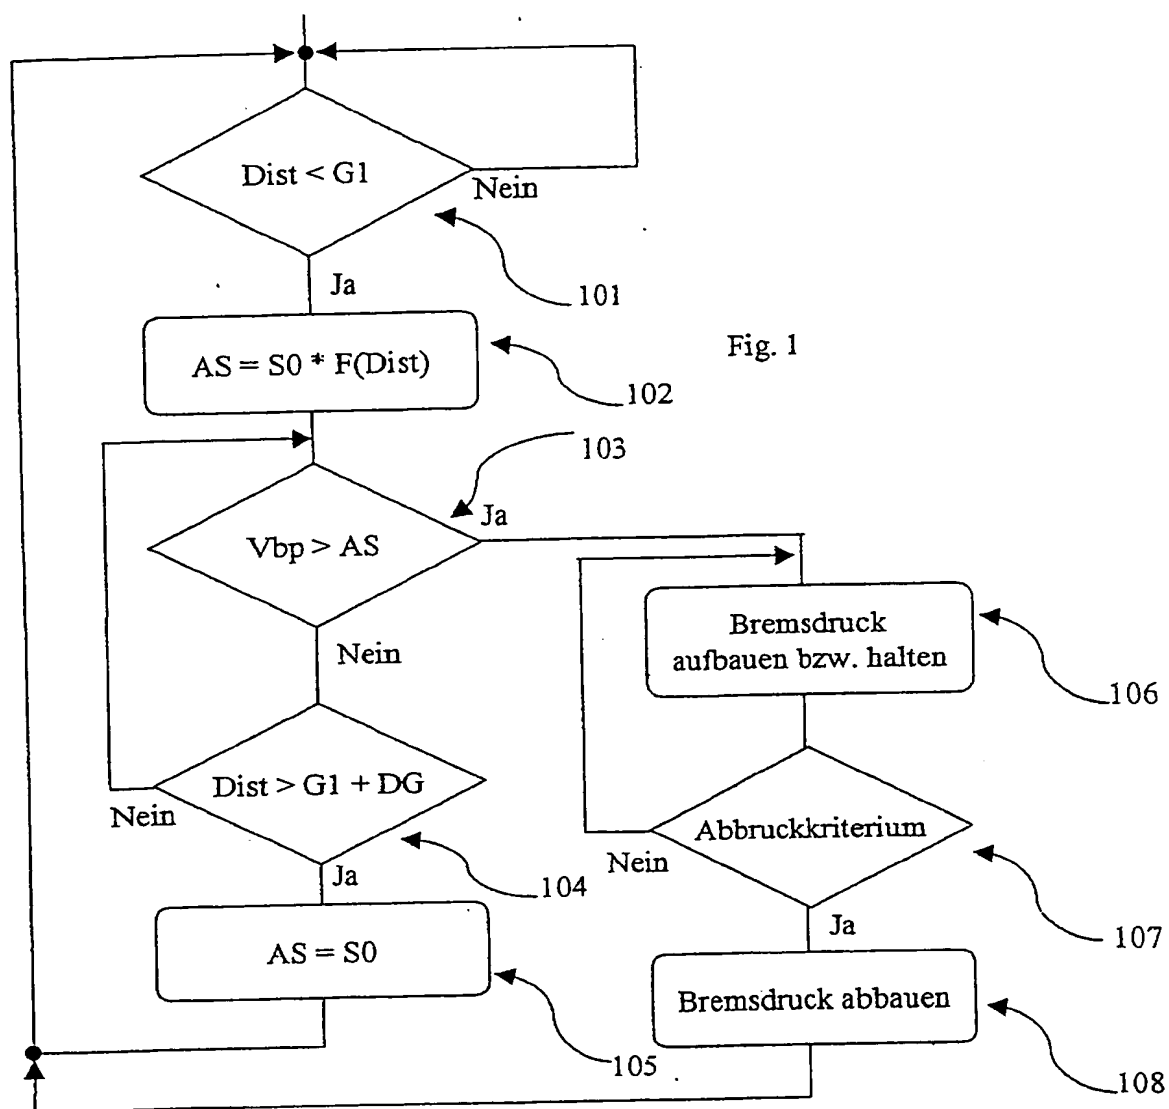 Dist < G1
Nein
Ja
101
AS = S0 * F(Dist)
Fig. 1
102
103
Vbp > AS
Ja
Nein
Bremsdruck
aufbauen bzw. halten
106
Dist > G1 + DG
Nein
Ja
104
Abbruckkriterium
Nein
Ja
107
AS = S0
105
Bremsdruck abbauen
108